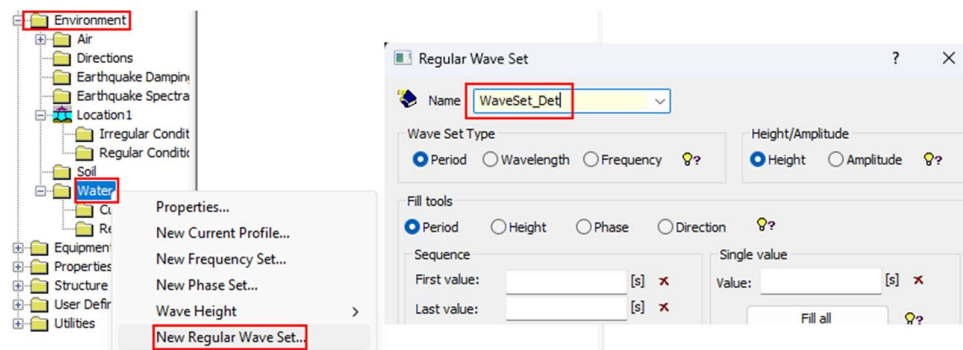 Environment
Air
Directions
Earthquake Damping
Earthquake Spectra
Location1
Irregular Condit
Regular Conditic
Soil
Water
Cu
Re
Equipment
Properties
Structure
User Defir
Utilities
Properties...
New Current Profile...
New Frequency Set...
New Phase Set...
Wave Height >
New Regular Wave Set...
Regular Wave Set ? X
Name WaveSet_Det
Wave Set Type Height/Amplitude
Period Wavelength Frequency ? Height Amplitude ?
Fill tools
Period Height Phase Direction ?
Sequence Single value
First value: [s] Value: [s]
Last value: [s] Fill all ?